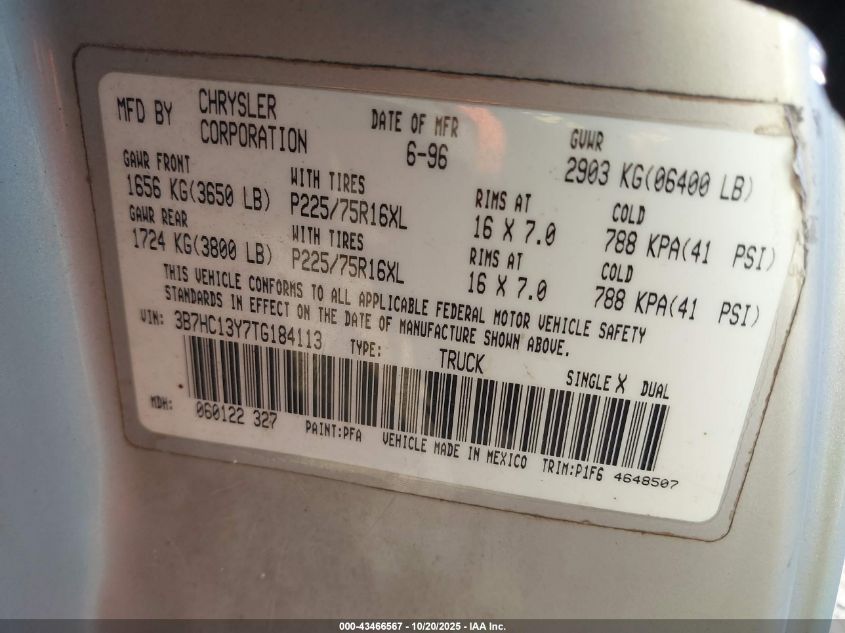 MFD BY CHRYSLER CORPORATION DATE OF MFR 6-96 GVWR 2903 KG(06400 LB)
GAWR FRONT 1656 KG(3650 LB) WITH TIRES P225/75R16XL RIMS AT 16 X 7.0 COLD 788 KPA(41 PSI)
GAWR REAR 1724 KG(3800 LB) WITH TIRES P225/75R16XL RIMS AT 16 X 7.0 COLD 788 KPA(41 PSI)
THIS VEHICLE CONFORMS TO ALL APPLICABLE FEDERAL MOTOR VEHICLE SAFETY
STANDARDS IN EFFECT ON THE DATE OF MANUFACTURE SHOWN ABOVE.
VIN: 3B7HC13Y7TG184113 TYPE: TRUCK SINGLE X DUAL
MDH: 060122 327 PAINT:PFA VEHICLE MADE IN MEXICO TRIM:P1F6 4648507
000-43466567 - 10/20/2025 - IAA Inc.